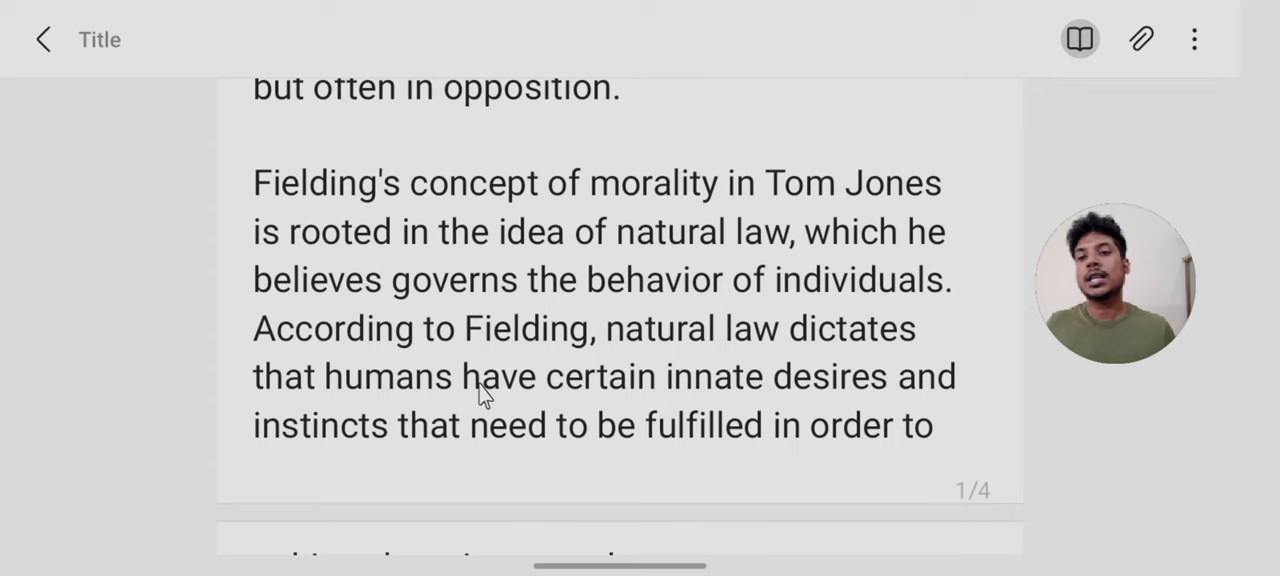 Title
but often in opposition.
Fielding's concept of morality in Tom Jones
is rooted in the idea of natural law, which he
believes governs the behavior of individuals.
According to Fielding, natural law dictates
that humans have certain innate desires and
instincts that need to be fulfilled in order to
1/4